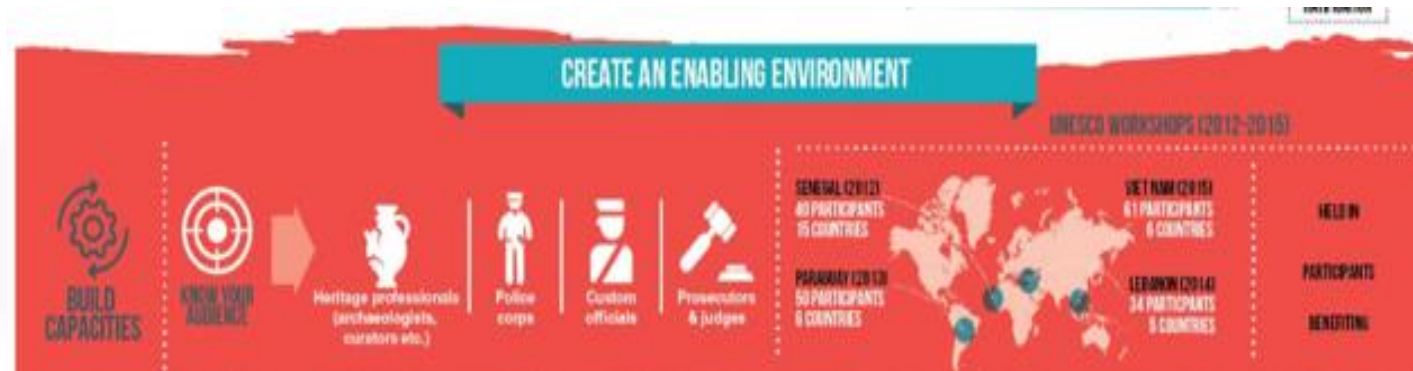 CREATE AN ENABLING ENVIRONMENT
UNESCO WORKSHOPS (2012-2015)
BUILD
CAPACITIES
KNOW YOUR
AUDIENCE
Heritage professionals
(archaeologists,
curators etc.)
Police
corps
Custom
officials
Prosecutors
& judges
SENEGAL (2012)
40 PARTICIPANTS
15 COUNTRIES
PARAGUAY (2013)
50 PARTICIPANTS
6 COUNTRIES
VIET NAM (2015)
61 PARTICIPANTS
6 COUNTRIES
LEBANON (2014)
34 PARTICIPANTS
5 COUNTRIES
HELD IN
PARTICIPANTS
BENEFITING